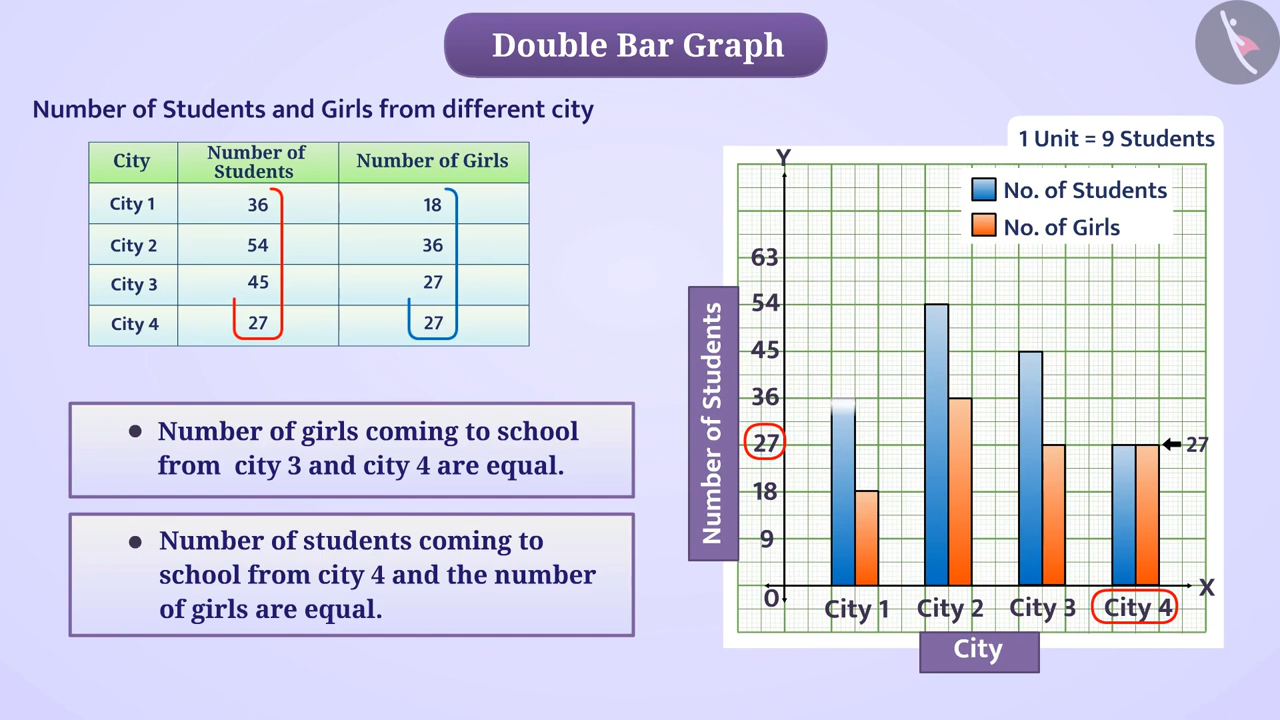 Double Bar Graph
Number of Students and Girls from different city
City
Number of
Students
Number of Girls
City 1 36 18
City 2 54 36
City 3 45 27
City 4 27 27
Number of girls coming to school
from city 3 and city 4 are equal.
Number of students coming to
school from city 4 and the number
of girls are equal.
1 Unit = 9 Students
Y
No. of Students
No. of Girls
63
54
45
36
27
18
9
0
27
Number of Students
X
City 1 City 2 City 3 City 4
City